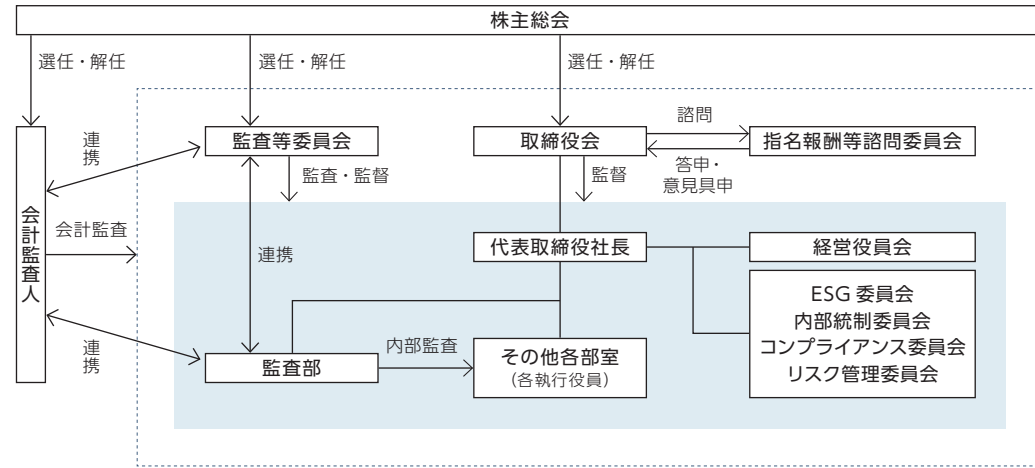 株主総会
選任・解任
選任・解任
選任・解任
監査等委員会
取締役会
諮問
指名報酬等諮問委員会
答申・
意見具申
連携
監査・監督
監督
会計監査人
会計監査
連携
代表取締役社長
経営役員会
ESG 委員会
内部統制委員会
コンプライアンス委員会
リスク管理委員会
連携
監査部
内部監査
その他各部室
(各執行役員)